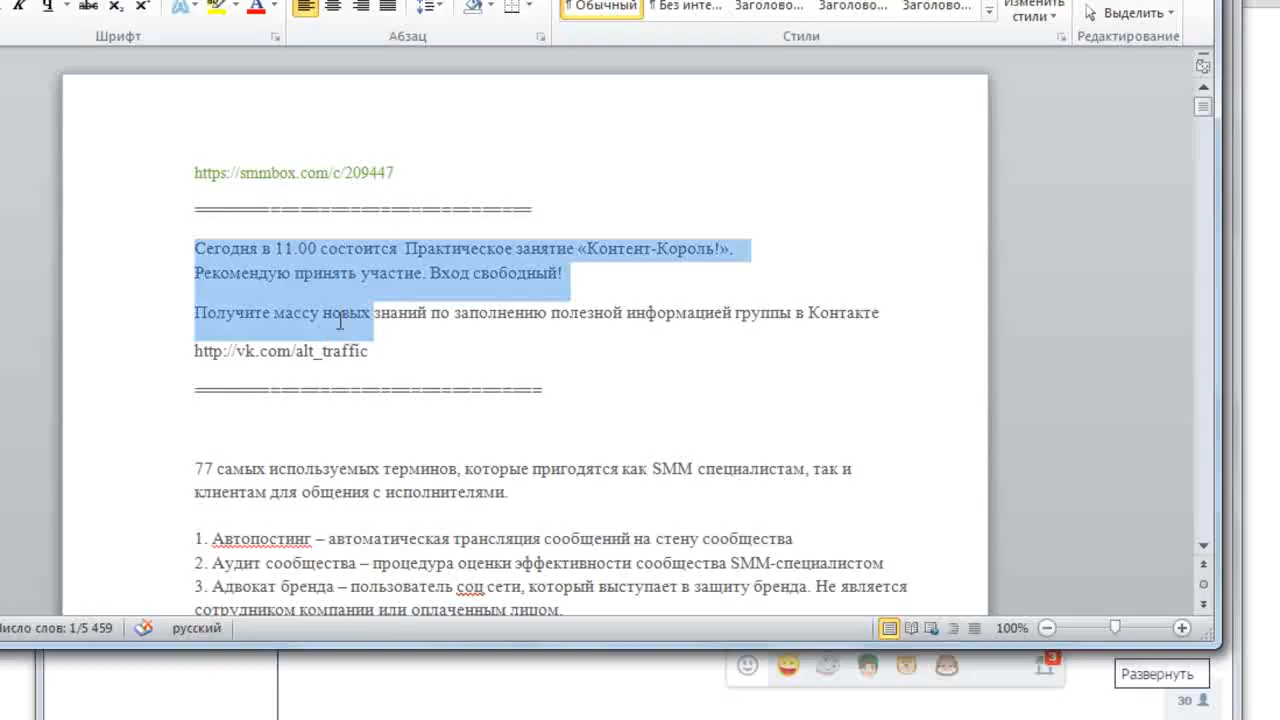 Ж К Ч abc x₂ x² А А
¶ Обычный ¶ Без инте... Заголово... Заголово... Заголово... Изменить стили Выделить
Шрифт Абзац Стили Редактирование
https://smmbox.com/c/209447
==================================
Сегодня в 11.00 состоится Практическое занятие «Контент-Король!».
Рекомендую принять участие. Вход свободный!
Получите массу новых знаний по заполнению полезной информацией группы в Контакте
http://vk.com/alt_traffic
===================================
77 самых используемых терминов, которые пригодятся как SMM специалистам, так и
клиентам для общения с исполнителями.
1. Автопостинг – автоматическая трансляция сообщений на стену сообщества
2. Аудит сообщества – процедура оценки эффективности сообщества SMM-специалистом
3. Адвокат бренда – пользователь соц сети, который выступает в защиту бренда. Не является
сотрудником компании или оплаченным лицом.
Число слов: 1/5 459 русский 100%
3
Развернуть
30